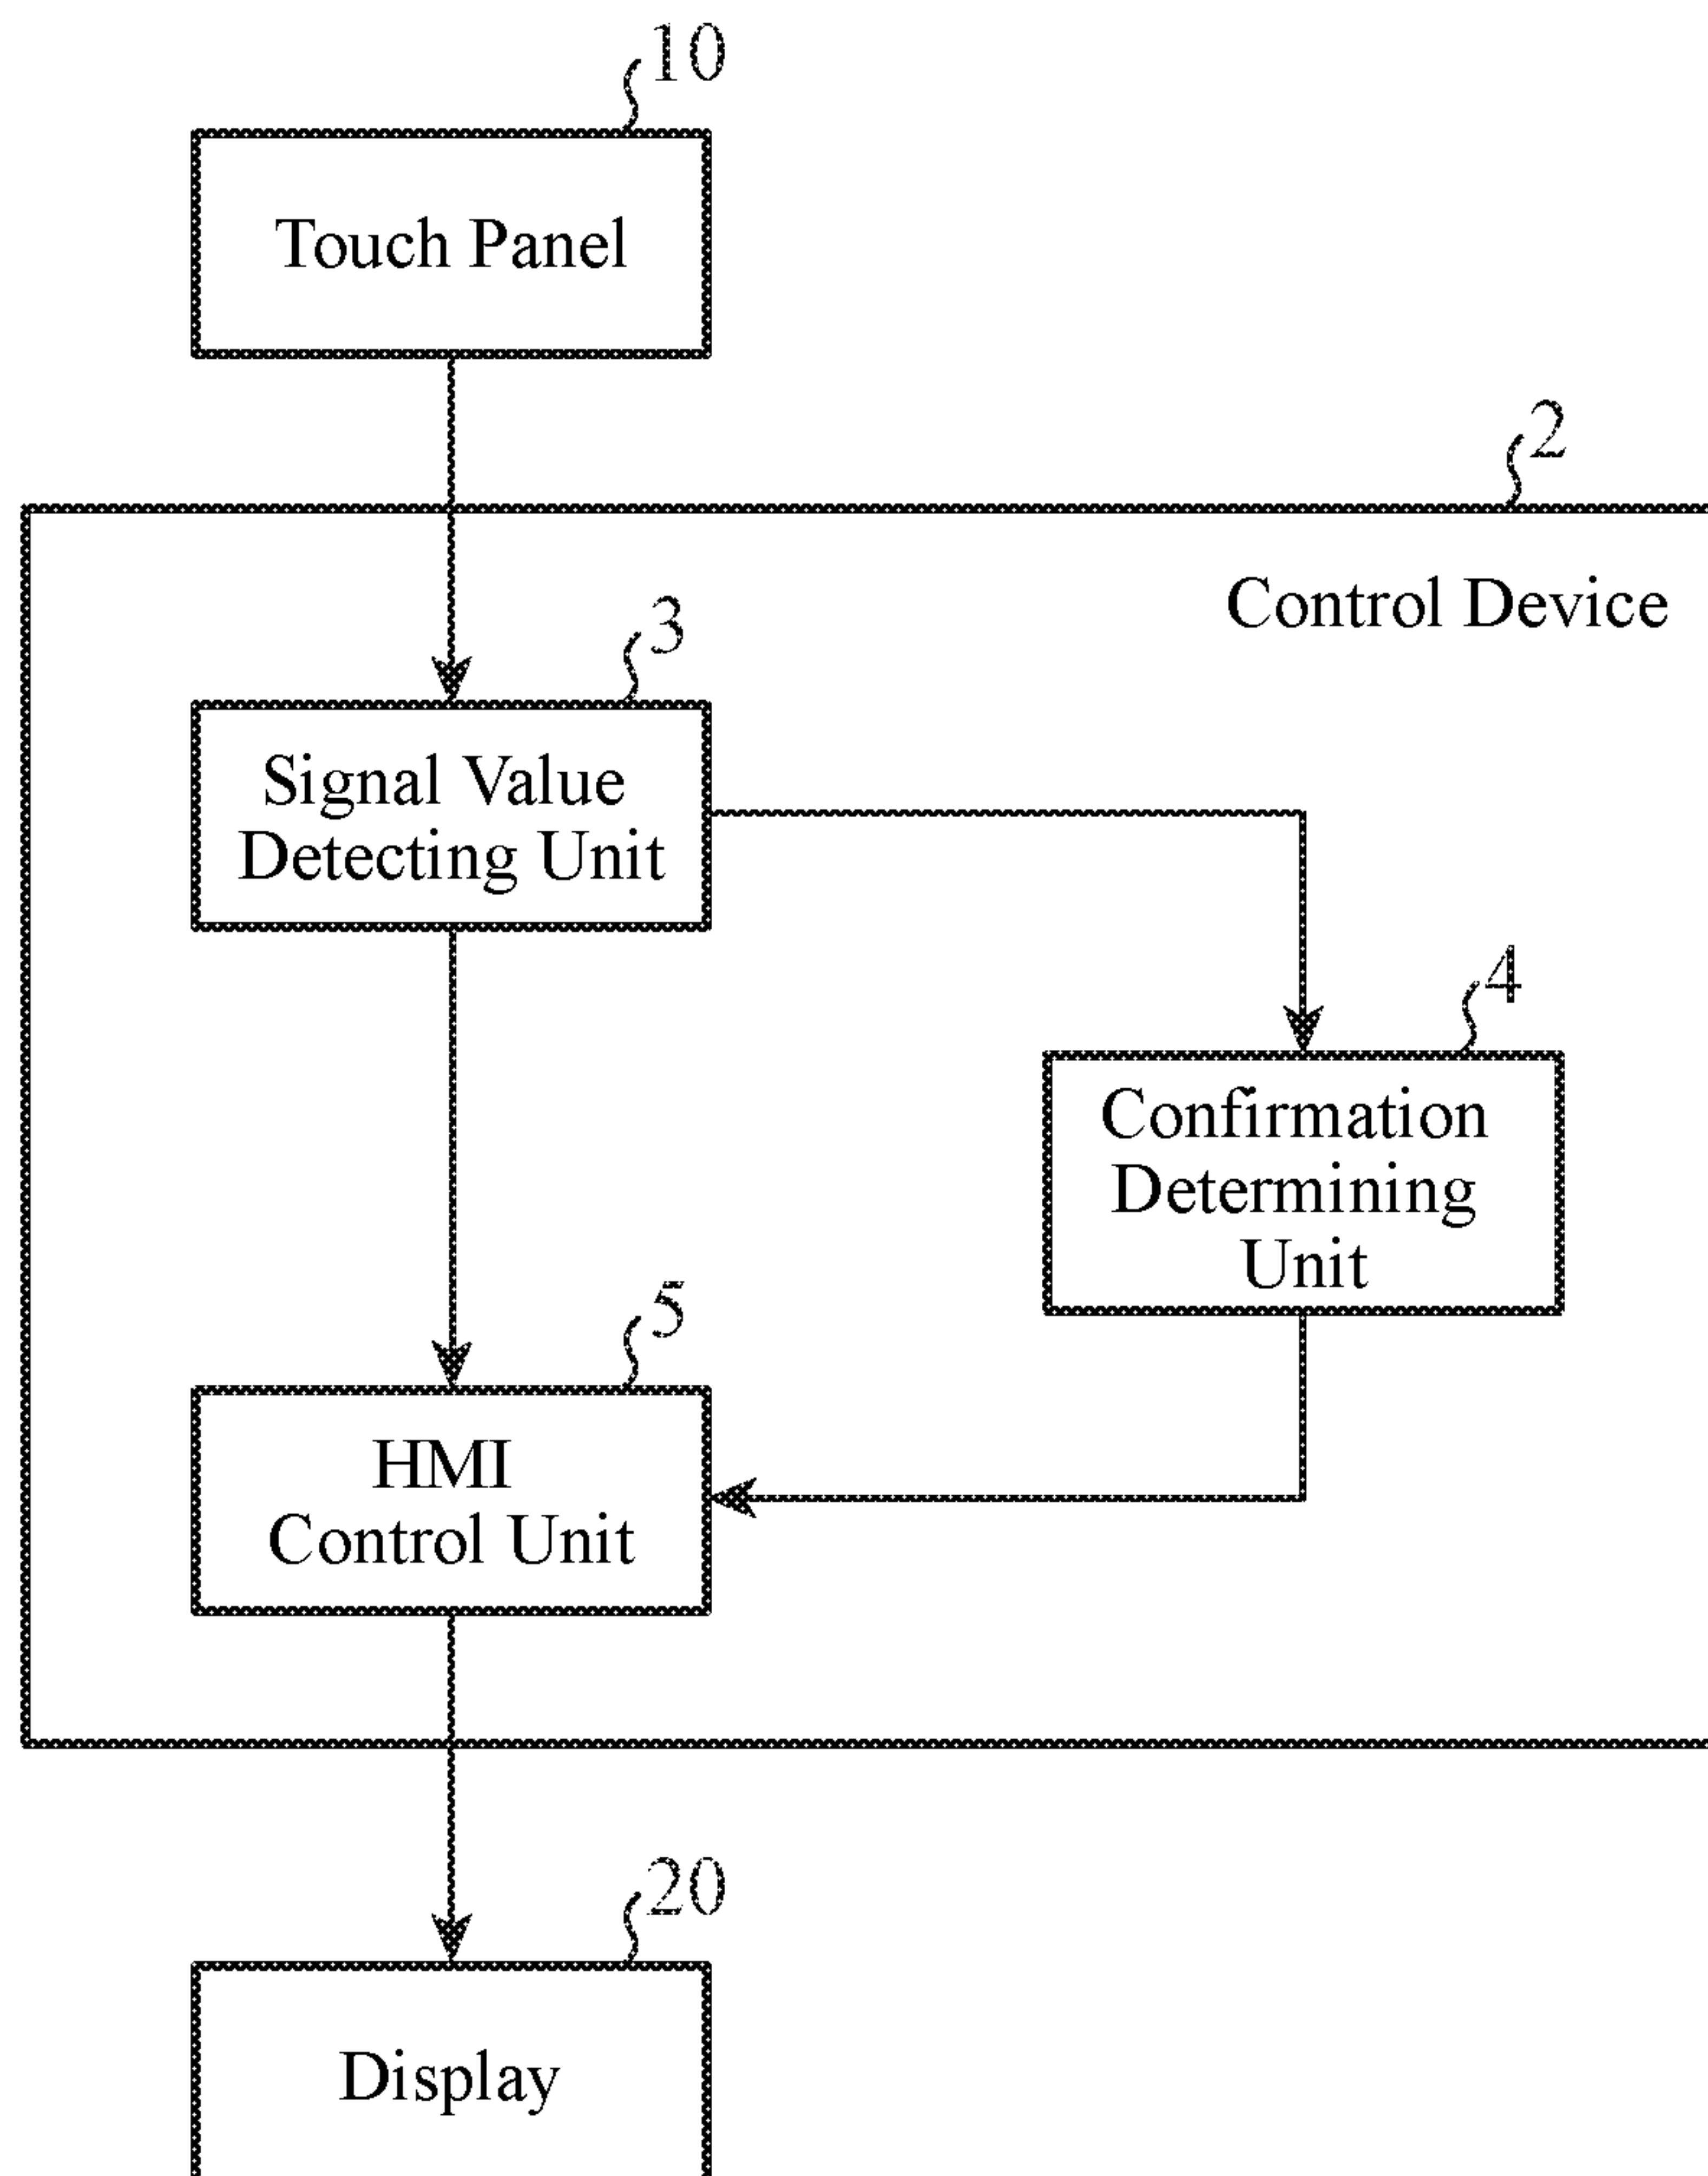 10
Touch Panel
2
Control Device
3
Signal Value
Detecting Unit
4
Confirmation
Determining
Unit
5
HMI
Control Unit
20
Display